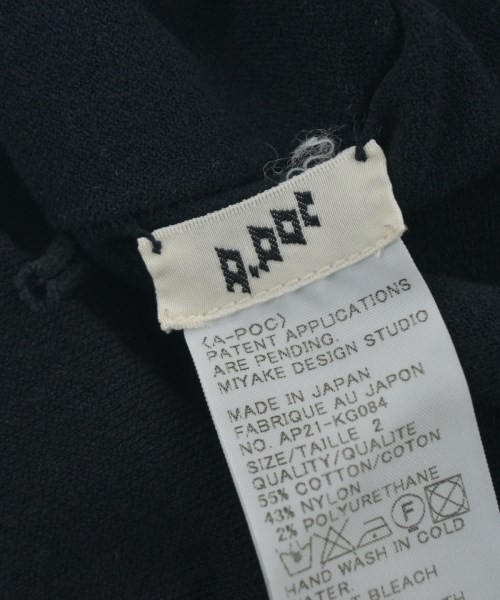 a.poc
<A-POC>
PATENT APPLICATIONS
ARE PENDING.
MIYAKE DESIGN STUDIO
MADE IN JAPAN
FABRIQUE AU JAPON
NO. AP21-KG084
SIZE/TAILLE 2
QUALITY/QUALITE
55% COTTON/COTON
43% NYLON
2% POLYURETHANE
F
HAND WASH IN COLD
WATER.
BLEACH